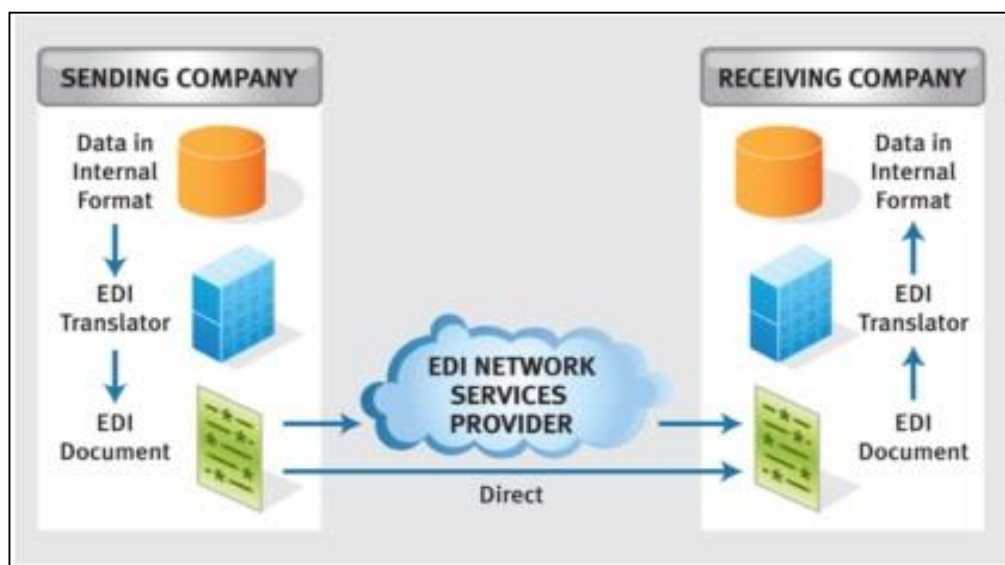 SENDING COMPANY
Data in
Internal
Format
EDI
Translator
EDI
Document
EDI NETWORK
SERVICES
PROVIDER
Direct
RECEIVING COMPANY
Data in
Internal
Format
EDI
Translator
EDI
Document